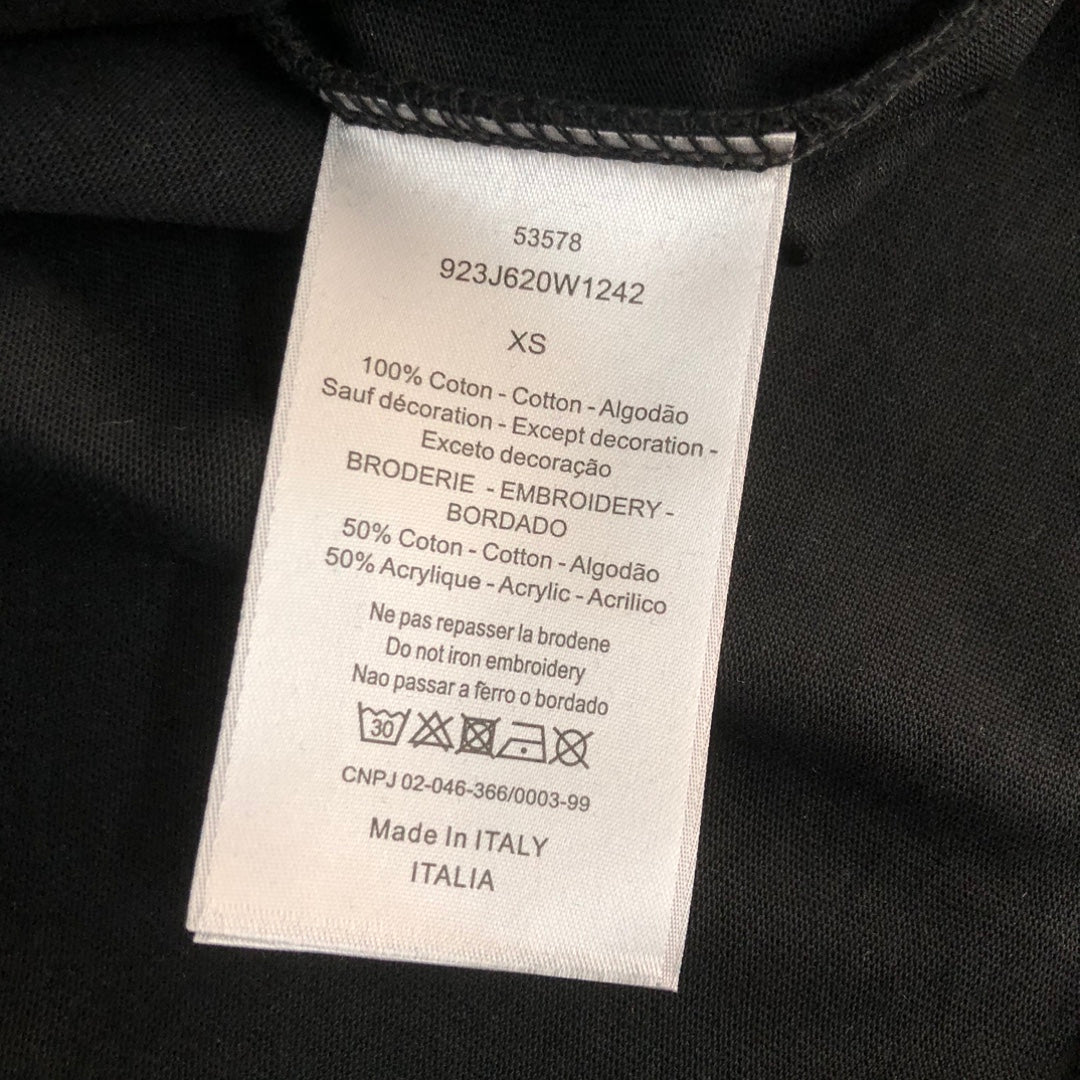 53578
923J620W1242
XS
100% Coton - Cotton - Algodão
Sauf décoration - Except decoration -
Exceto decoração
BRODERIE - EMBROIDERY -
BORDADO
50% Coton - Cotton - Algodão
50% Acrylique - Acrylic - Acrilico
Ne pas repasser la brodene
Do not iron embroidery
Nao passar a ferro o bordado
30
CNPJ 02-046-366/0003-99
Made In ITALY
ITALIA